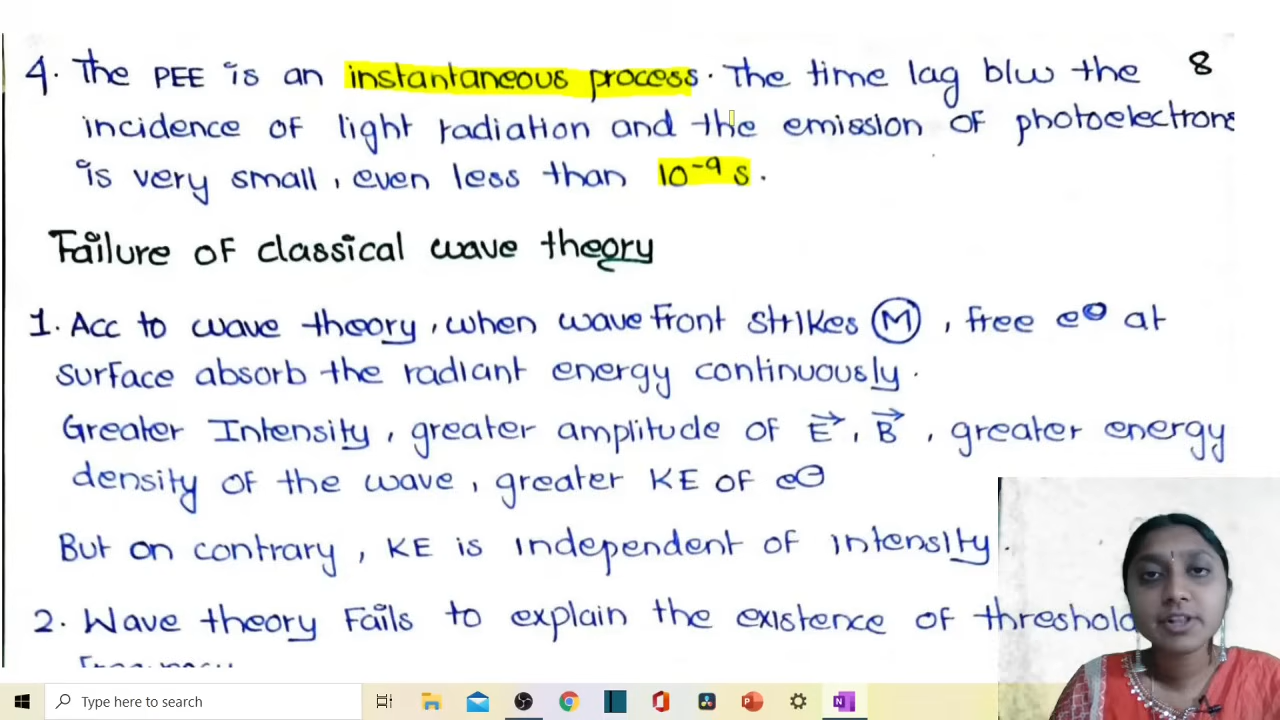 4. The PEE is an instantaneous process. The time lag blw the 8
incidence of light radiation and the emission of photoelectrons
is very small, even less than 10⁻⁹ s.
Failure of classical wave theory
1. Acc to wave theory, when wavefront strikes Ⓜ, free e⊖ at
surface absorb the radiant energy continuously.
Greater Intensity, greater amplitude of E⃗, B⃗, greater energy
density of the wave, greater KE of e⊖
But on contrary, KE is independent of intensity.
2. Wave theory Fails to explain the existence of threshold
Type here to search